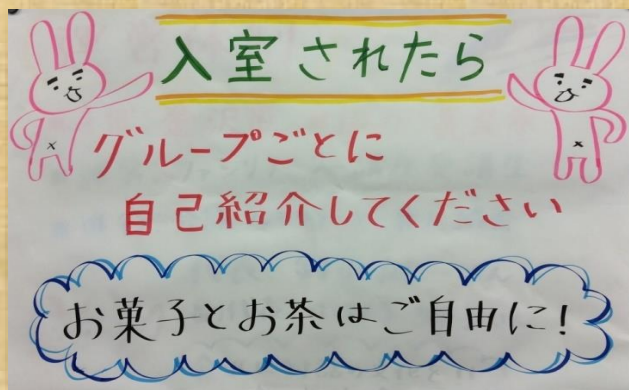 入室されたら
グループごとに
自己紹介してください
お菓子とお茶はご自由に!